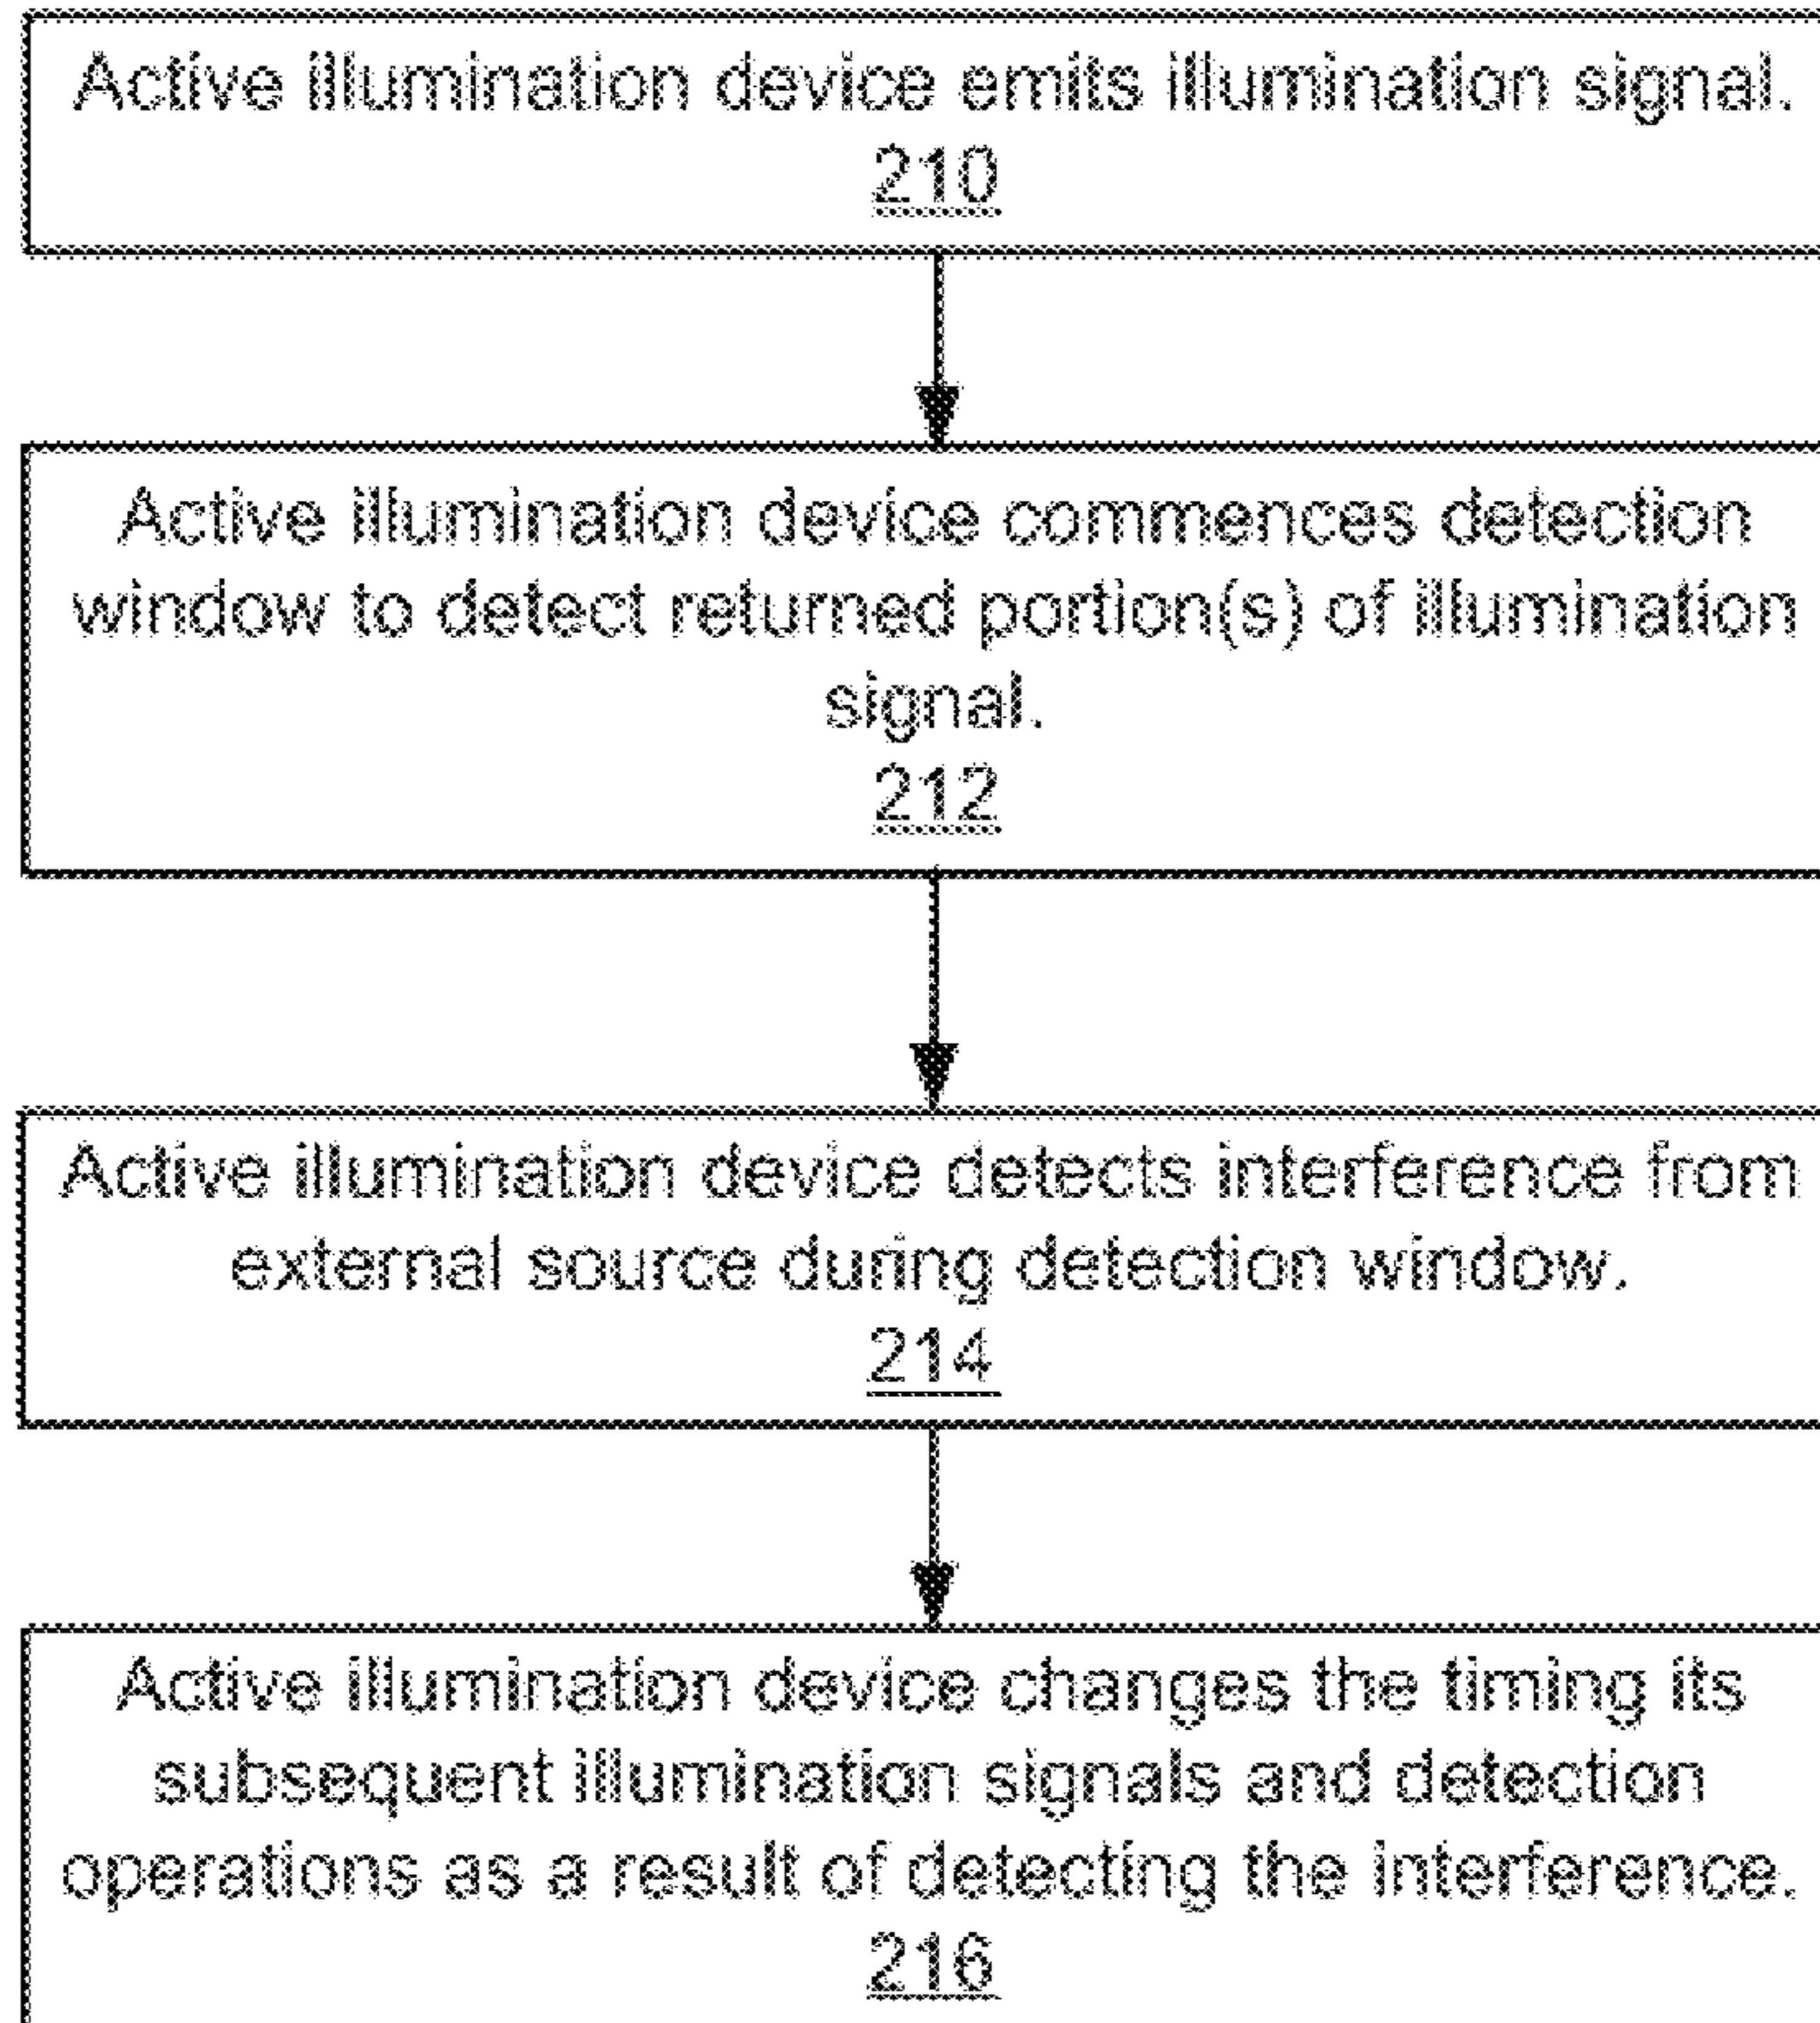 Active illumination device emits illumination signal.
210
Active illumination device commences detection
window to detect returned portion(s) of illumination
signal.
212
Active illumination device detects interference from
external source during detection window.
214
Active illumination device changes the timing its
subsequent illumination signals and detection
operations as a result of detecting the interference.
216